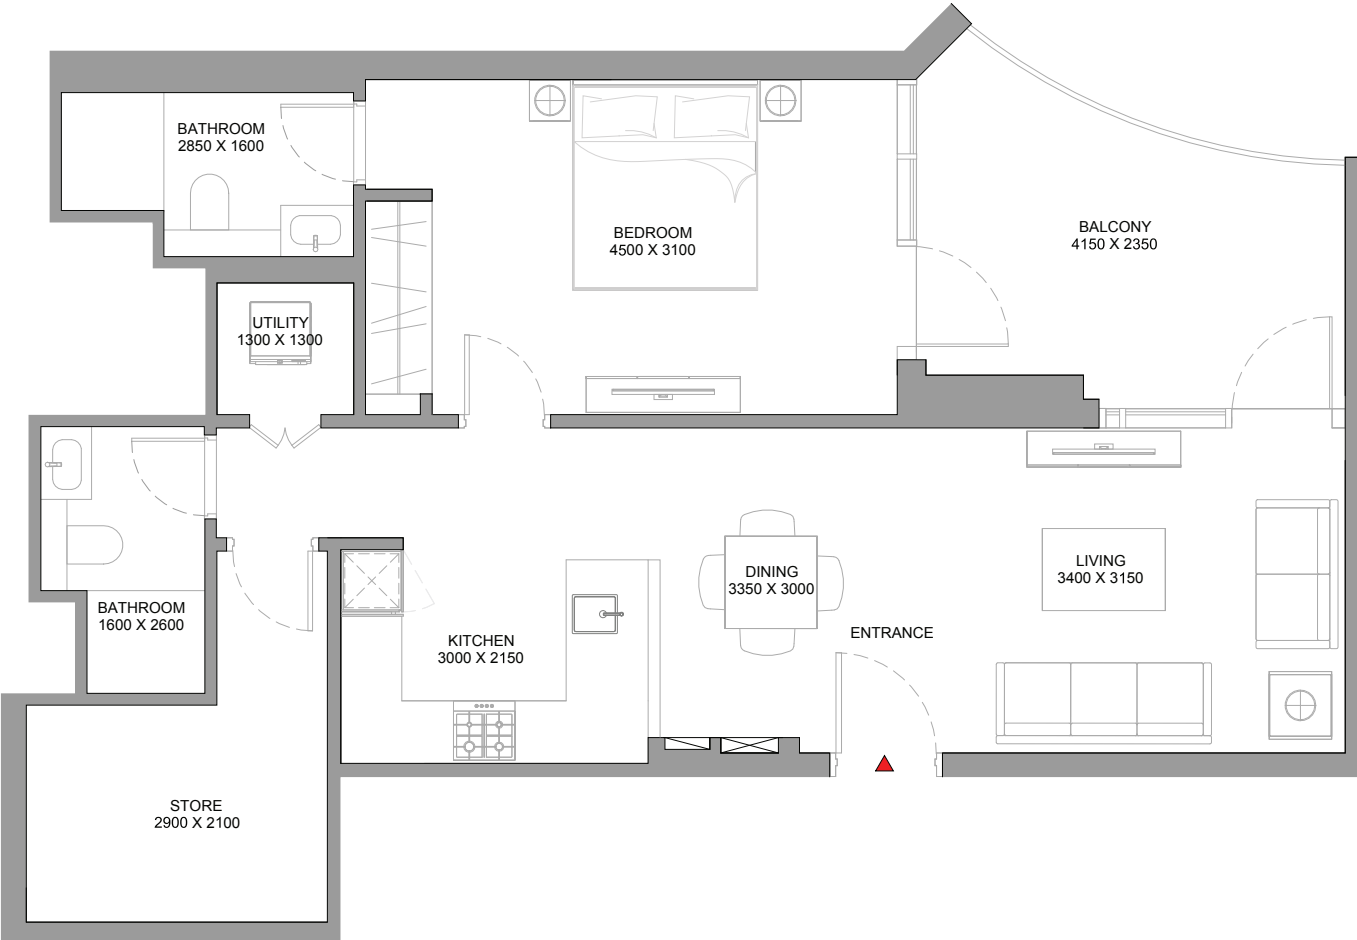 BATHROOM
2850 X 1600
BEDROOM
4500 X 3100
BALCONY
4150 X 2350
UTILITY
1300 X 1300
BATHROOM
1600 X 2600
KITCHEN
3000 X 2150
DINING
3350 X 3000
LIVING
3400 X 3150
ENTRANCE
STORE
2900 X 2100